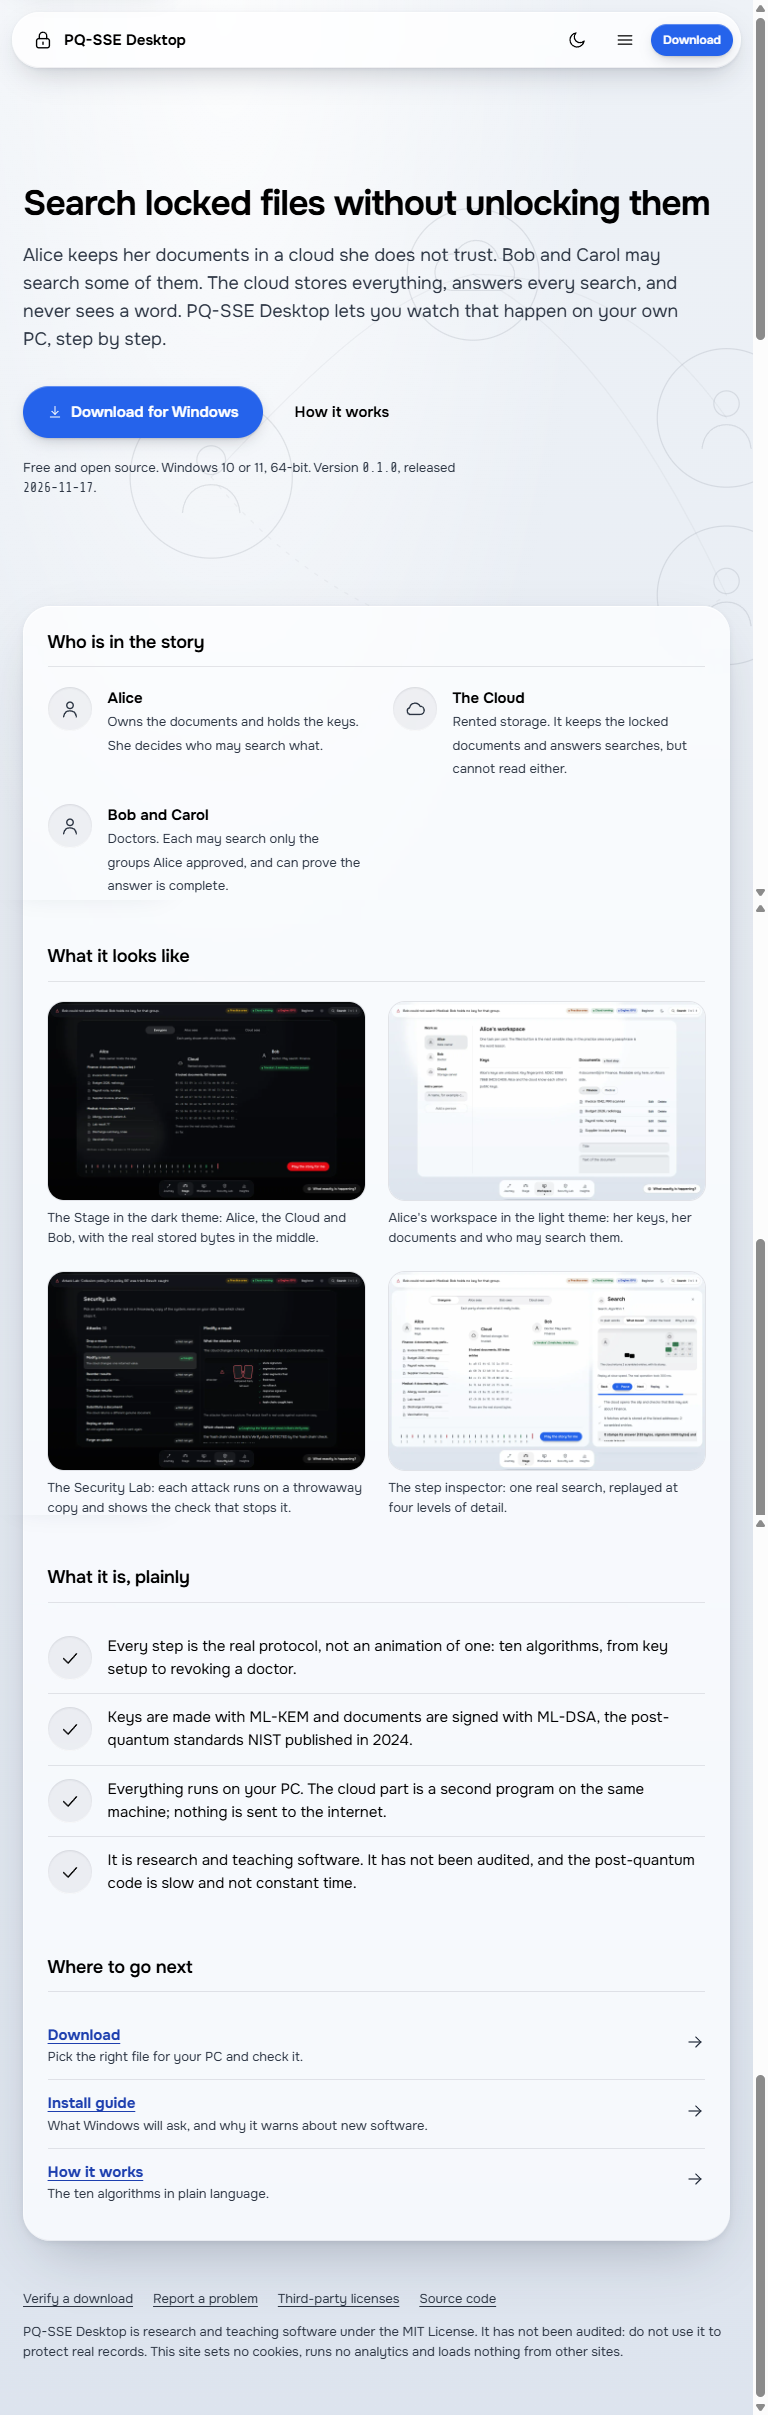 PQ-SSE Desktop
Download
Search locked files without unlocking them
Alice keeps her documents in a cloud she does not trust. Bob and Carol may
search some of them. The cloud stores everything, answers every search, and
never sees a word. PQ-SSE Desktop lets you watch that happen on your own
PC, step by step.
Download for Windows
How it works
Free and open source. Windows 10 or 11, 64-bit. Version 0.1.0, released
2026-11-17.
Who is in the story
Alice
Owns the documents and holds the keys.
She decides who may search what.
The Cloud
Rented storage. It keeps the locked
documents and answers searches, but
cannot read either.
Bob and Carol
Doctors. Each may search only the
groups Alice approved, and can prove the
answer is complete.
What it looks like
Alice's workspace
Security Lab
Search
The Stage in the dark theme: Alice, the Cloud and
Bob, with the real stored bytes in the middle.
Alice's workspace in the light theme: her keys, her
documents and who may search them.
The Security Lab: each attack runs on a throwaway
copy and shows the check that stops it.
The step inspector: one real search, replayed at
four levels of detail.
What it is, plainly
Every step is the real protocol, not an animation of one: ten algorithms, from key
setup to revoking a doctor.
Keys are made with ML-KEM and documents are signed with ML-DSA, the post-
quantum standards NIST published in 2024.
Everything runs on your PC. The cloud part is a second program on the same
machine; nothing is sent to the internet.
It is research and teaching software. It has not been audited, and the post-quantum
code is slow and not constant time.
Where to go next
Download
Pick the right file for your PC and check it.
Install guide
What Windows will ask, and why it warns about new software.
How it works
The ten algorithms in plain language.
Verify a download
Report a problem
Third-party licenses
Source code
PQ-SSE Desktop is research and teaching software under the MIT License. It has not been audited: do not use it to
protect real records. This site sets no cookies, runs no analytics and loads nothing from other sites.